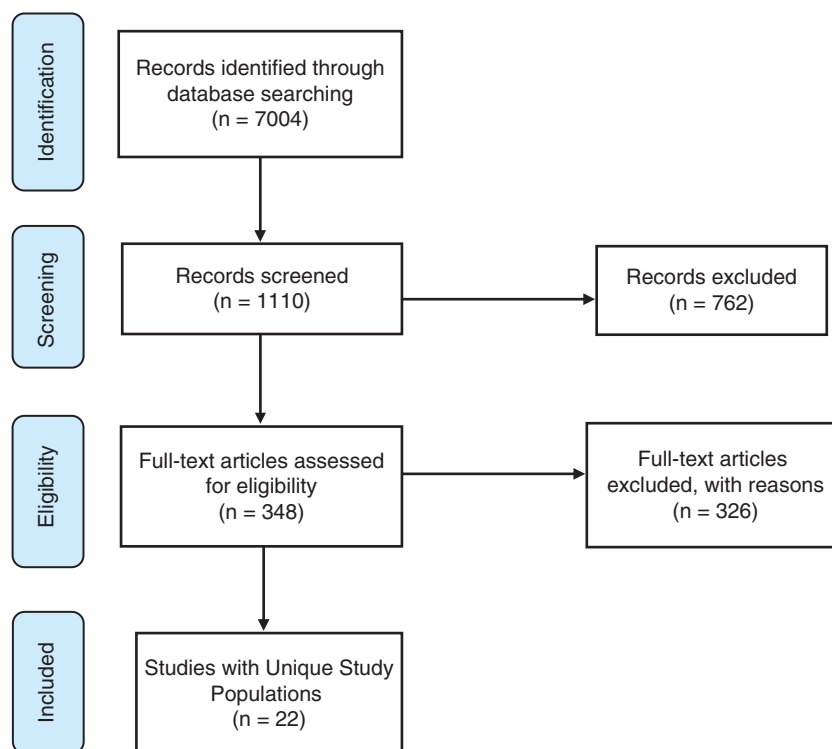 Identification
Records identified through
database searching
(n = 7004)
Screening
Records screened
(n = 1110)
Records excluded
(n = 762)
Eligibility
Full-text articles assessed
for eligibility
(n = 348)
Full-text articles
excluded, with reasons
(n = 326)
Included
Studies with Unique Study
Populations
(n = 22)